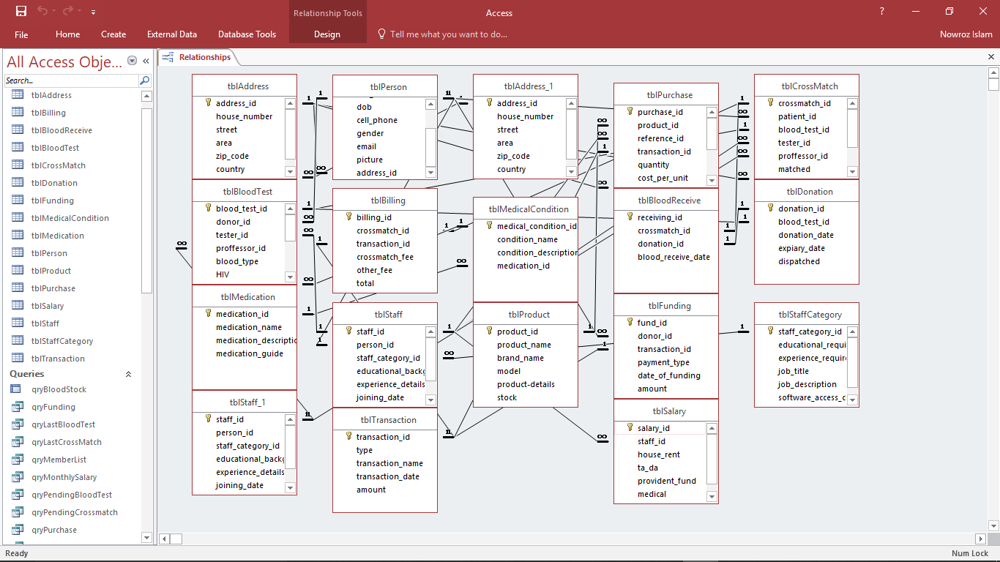 Relationship Tools
Access
?
File
Home
Create
External Data
Database Tools
Design
Tell me what you want to do...
Nowroz Islam
All Access Obje...
Search...
tblAddress
tblBilling
tblBloodReceive
tblBloodTest
tblCrossMatch
tblDonation
tblFunding
tblMedicalCondition
tblMedication
tblPerson
tblProduct
tblPurchase
tblSalary
tblStaff
tblStaffCategory
tblTransaction
Queries
qryBloodStock
qryFunding
qryLastBloodTest
qryLastCrossMatch
qryMemberList
qryMonthlySalary
qryPendingBloodTest
qryPendingCrossmatch
qryPurchase
Relationships
tblAddress
address_id
house_number
street
area
zip_code
country
tblBloodTest
blood_test_id
donor_id
tester_id
proffessor_id
blood_type
HIV
tblMedication
medication_id
medication_name
medication_descriptio
medication_guide
tblStaff_1
staff_id
person_id
staff_category_id
educational_backg
experience_details
joining_date
tblPerson
dob
cell_phone
gender
email
picture
address_id
tblBilling
billing_id
crossmatch_id
transaction_id
crossmatch_fee
other_fee
total
tblStaff
staff_id
person_id
staff_category_id
educational_backg
experience_details
joining_date
tblTransaction
transaction_id
type
transaction_name
transaction_date
amount
tblAddress_1
address_id
house_number
street
area
zip_code
country
tblMedicalCondition
medical_condition_id
condition_name
condition_description
medication_id
tblProduct
product_id
product_name
brand_name
model
product-details
stock
tblPurchase
purchase_id
product_id
reference_id
transaction_id
quantity
cost_per_unit
tblBloodReceive
receiving_id
crossmatch_id
donation_id
blood_receive_date
tblFunding
fund_id
donor_id
transaction_id
payment_type
date_of_funding
amount
tblSalary
salary_id
staff_id
house_rent
ta_da
provident_fund
medical
tblCrossMatch
crossmatch_id
patient_id
blood_test_id
tester_id
proffessor_id
matched
tblDonation
donation_id
blood_test_id
donation_date
expiary_date
dispatched
tblStaffCategory
staff_category_id
educational_requi
experience_require
job_title
job_description
software_access_c
Ready
Num Lock